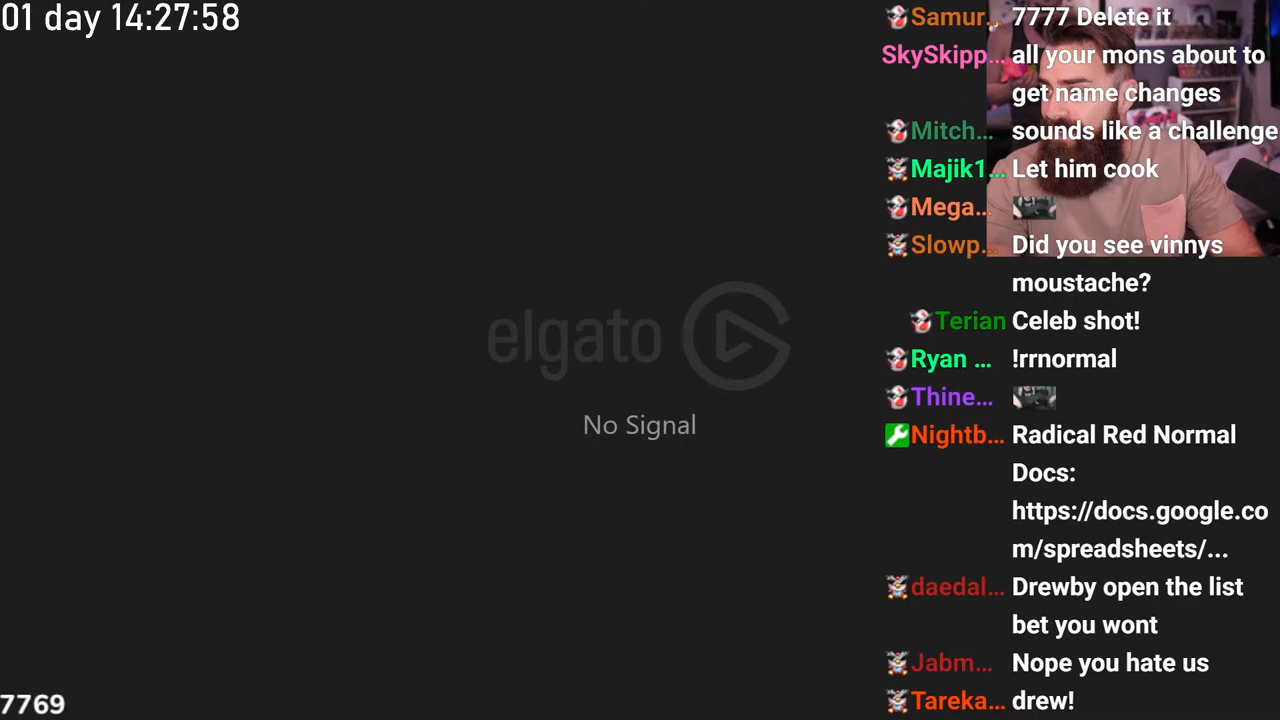 01 day 14:27:58
elgato
No Signal
7769
Samur... 7777 Delete it
SkySkipp... all your mons about to
get name changes
Mitch... sounds like a challenge
Majik1... Let him cook
Mega...
Slowp... Did you see vinnys
moustache?
Terian Celeb shot!
Ryan ... !rrnormal
Thine...
Nightb... Radical Red Normal
Docs:
https://docs.google.co
m/spreadsheets/...
daedal... Drewby open the list
bet you wont
Jabm... Nope you hate us
Tareka... drew!